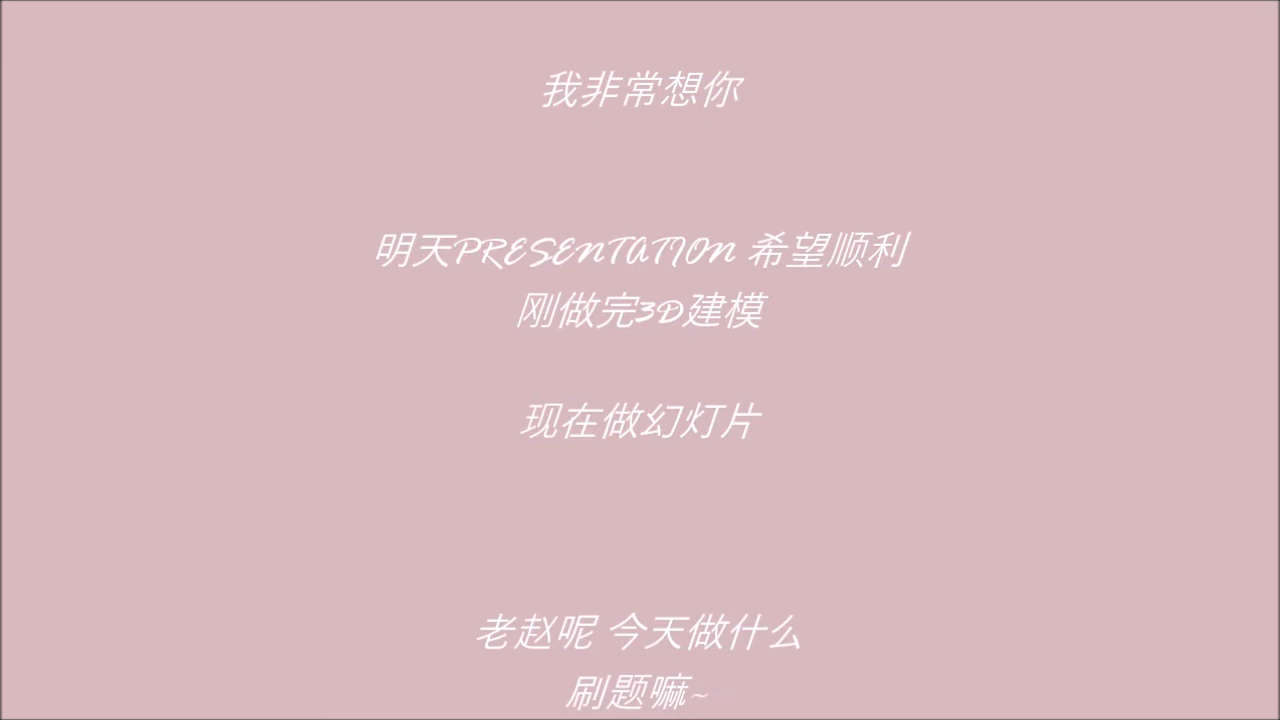 我非常想你
明天PRESENTATION 希望顺利
刚做完3D建模
现在做幻灯片
老赵呢 今天做什么
刷题嘛~